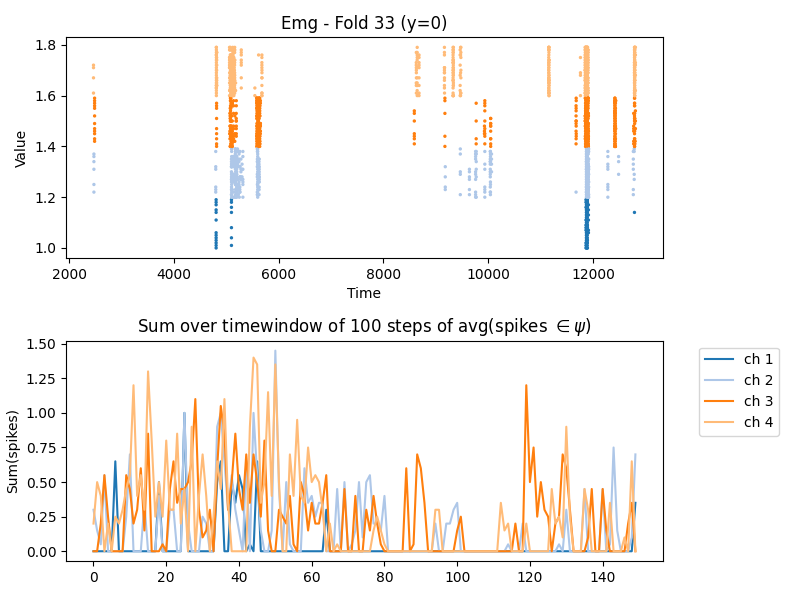 Emg - Fold 33 (y=0)
Value
1.8
1.6
1.4
1.2
1.0
2000 4000 6000 8000 10000 12000
Time
Sum over timewindow of 100 steps of avg(spikes ∈ ψ)
Sum(spikes)
1.50
1.25
1.00
0.75
0.50
0.25
0.00
0 20 40 60 80 100 120 140
ch 1
ch 2
ch 3
ch 4